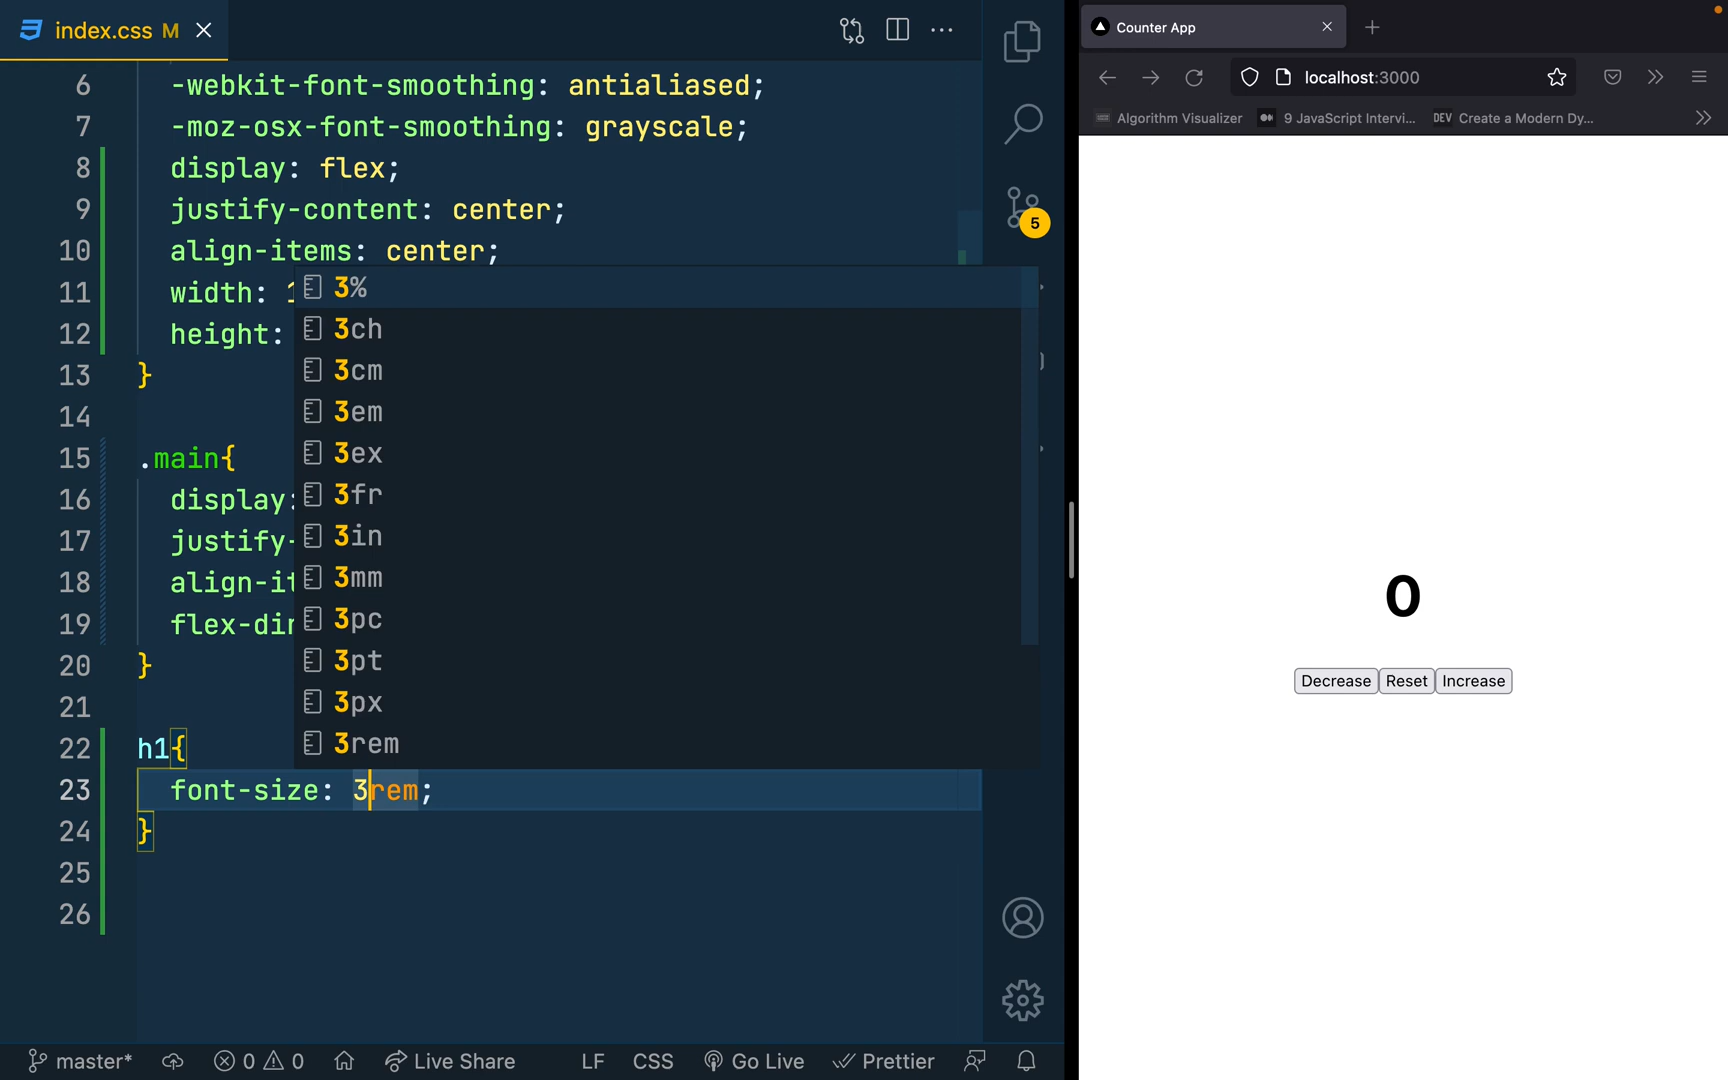 index.css M
6 -webkit-font-smoothing: antialiased;
7 -moz-osx-font-smoothing: grayscale;
8 display: flex;
9 justify-content: center;
10 align-items: center;
11 width: 1
12 height:
13 }
14
15 .main{
16 display:
17 justify-
18 align-it
19 flex-dir
20 }
21
22 h1{
23 font-size: 3rem;
24 }
25
26
3%
3ch
3cm
3em
3ex
3fr
3in
3mm
3pc
3pt
3px
3rem
5
master* 0 0 Live Share LF CSS Go Live Prettier
Counter App
localhost:3000
Algorithm Visualizer 9 JavaScript Intervi... DEV Create a Modern Dy...
0
Decrease Reset Increase